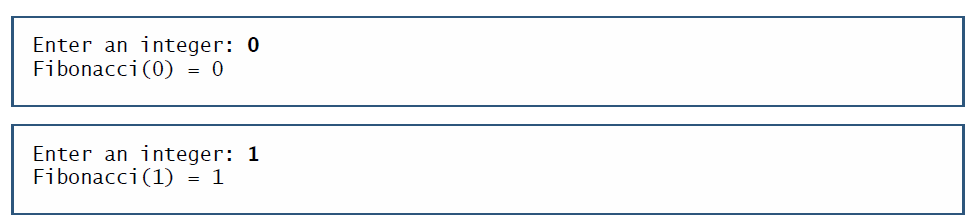 Enter an integer: 0
Fibonacci(0) = 0
Enter an integer: 1
Fibonacci(1) = 1